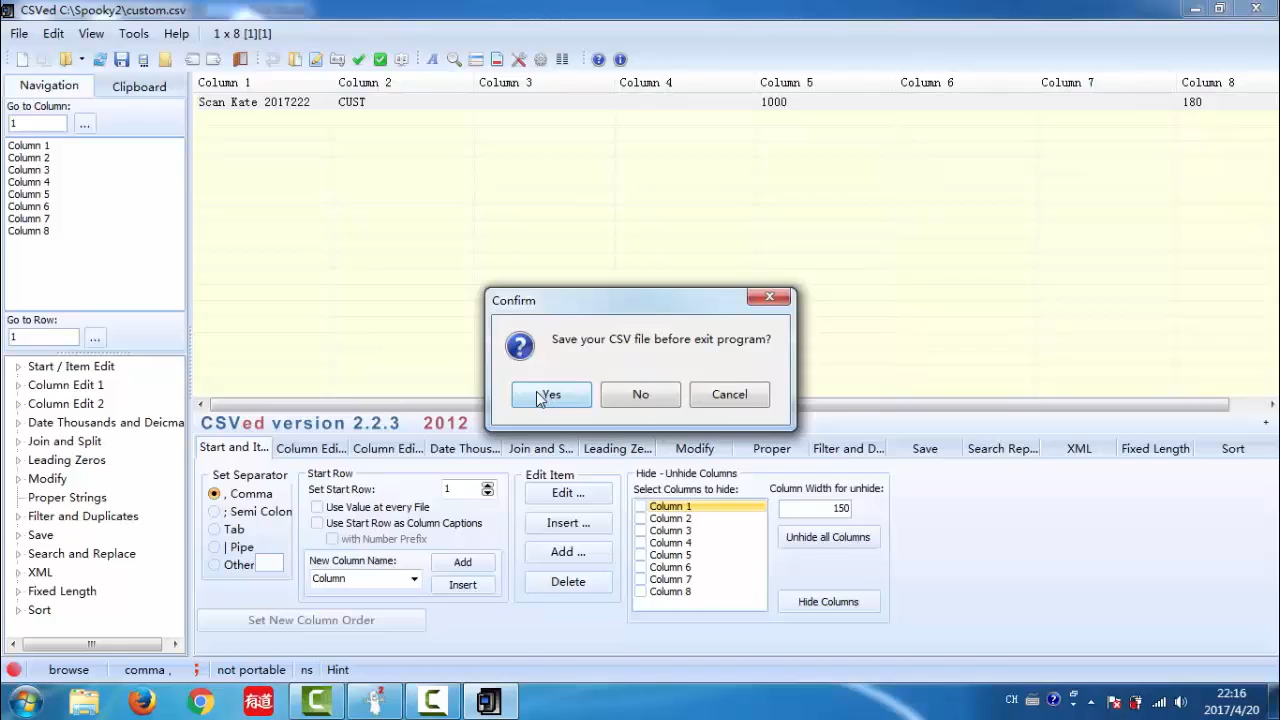 CSVed C:\Spooky2\custom.csv
File Edit View Tools Help 1 x 8 [1][1]
Navigation Clipboard
Go to Column:
1 ...
Column 1
Column 2
Column 3
Column 4
Column 5
Column 6
Column 7
Column 8
Go to Row:
1 ...
Start / Item Edit
Column Edit 1
Column Edit 2
Date Thousands and Deicma
Join and Split
Leading Zeros
Modify
Proper Strings
Filter and Duplicates
Save
Search and Replace
XML
Fixed Length
Sort
Column 1 Column 2 Column 3 Column 4 Column 5 Column 6 Column 7 Column 8
Scan Kate 2017222 CUST 1000 180
Confirm
Save your CSV file before exit program?
Yes No Cancel
CSVed version 2.2.3 2012
Start and It... Column Edi... Column Edi... Date Thous... Join and S... Leading Ze... Modify Proper Filter and D... Save Search Rep... XML Fixed Length Sort
Set Separator
, Comma
; Semi Colon
Tab
| Pipe
Other
Start Row
Set Start Row: 1
Use Value at every File
Use Start Row as Column Captions
with Number Prefix
New Column Name: Add
Column Insert
Set New Column Order
Edit Item
Edit ...
Insert ...
Add ...
Delete
Hide - Unhide Columns
Select Columns to hide:
Column 1
Column 2
Column 3
Column 4
Column 5
Column 6
Column 7
Column 8
Column Width for unhide:
150
Unhide all Columns
Hide Columns
browse comma , ; not portable ns Hint
有道
CH
22:16
2017/4/20